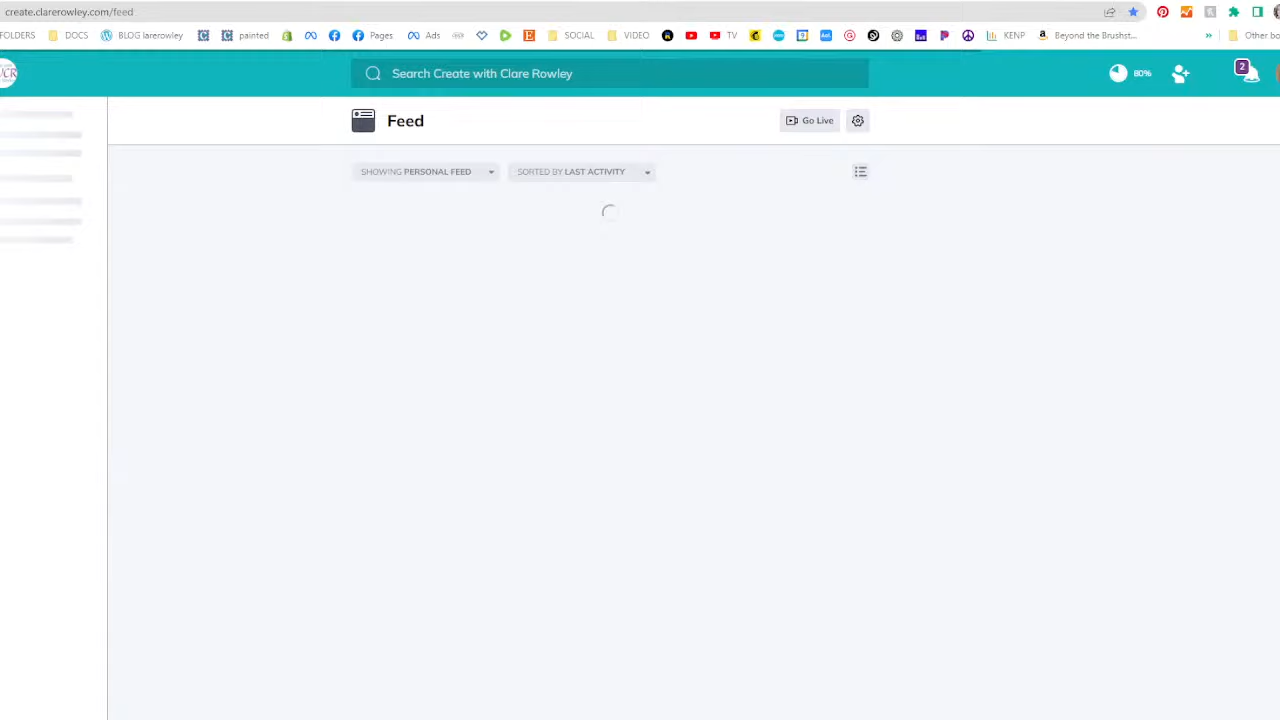 create.clarerowley.com/feed
FOLDERS DOCS BLOG larerowley painted Pages Ads SOCIAL VIDEO TV KENP Beyond the Brushst... » Other bo
UCR Search Create with Clare Rowley 80% 2
Feed Go Live
SHOWING PERSONAL FEED SORTED BY LAST ACTIVITY